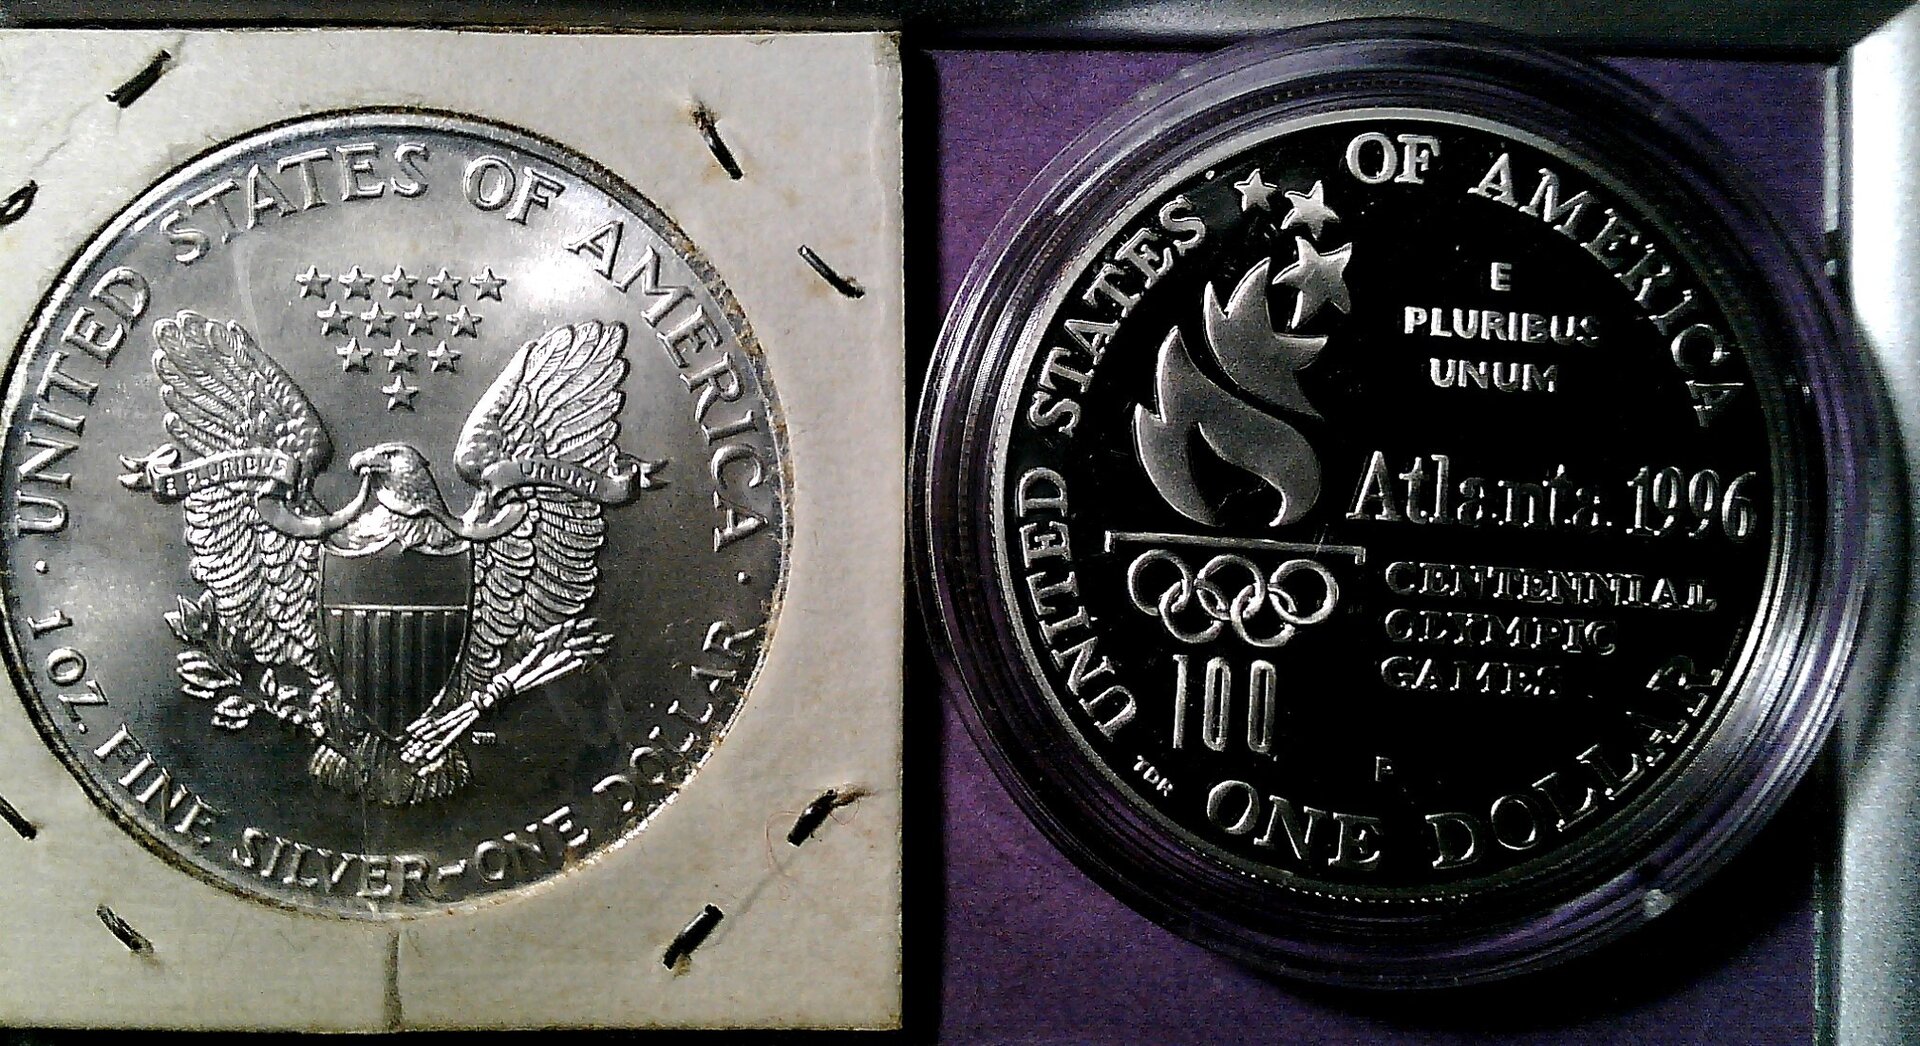 UNITED STATES OF AMERICA
E PLURIBUS UNUM
1 OZ. FINE SILVER-ONE DOLLAR
UNITED STATES OF AMERICA
E
PLURIBUS
UNUM
Atlanta 1996
CENTENNIAL
OLYMPIC
GAMES
100
P
TDR
ONE DOLLAR